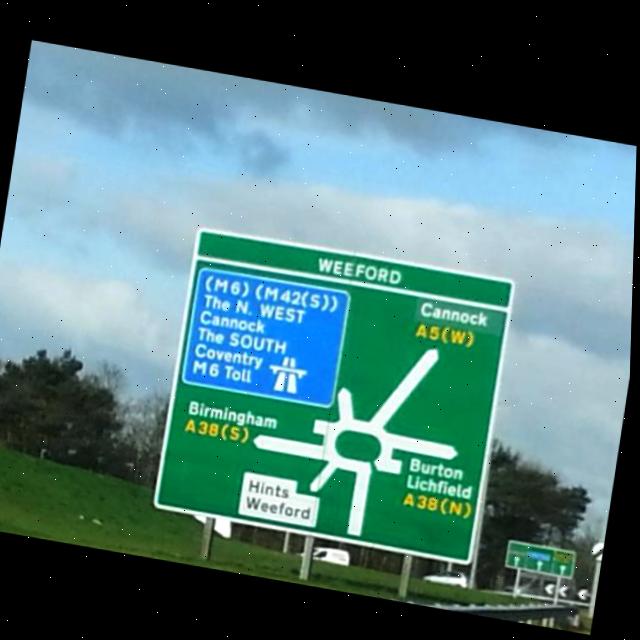 WEEFORD
(M6) (M42(S))
The N. WEST
Cannock
The SOUTH
Coventry
M6 Toll
Cannock
A5(W)
Birmingham
A38(S)
Burton
Lichfield
A38(N)
Hints
Weeford